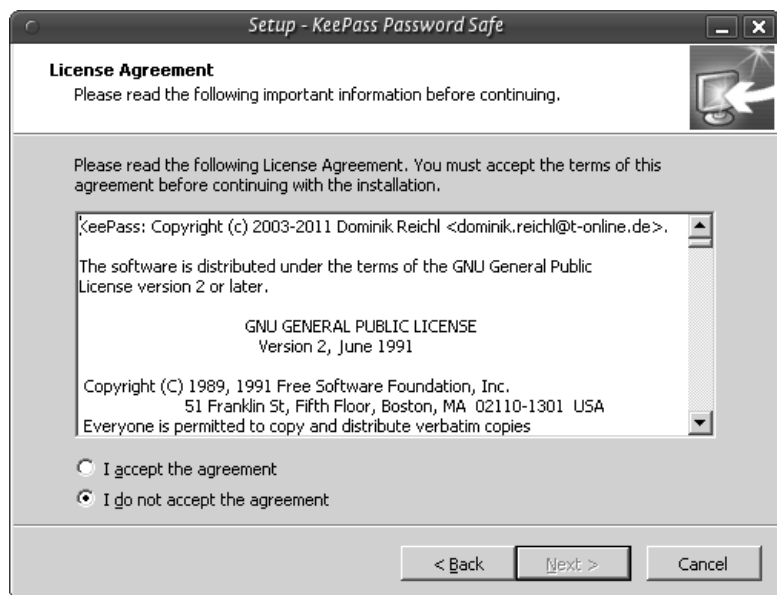 Setup - KeePass Password Safe
License Agreement
Please read the following important information before continuing.
Please read the following License Agreement. You must accept the terms of this
agreement before continuing with the installation.
KeePass: Copyright (c) 2003-2011 Dominik Reichl <dominik.reichl@t-online.de>.
The software is distributed under the terms of the GNU General Public
License version 2 or later.
GNU GENERAL PUBLIC LICENSE
Version 2, June 1991
Copyright (C) 1989, 1991 Free Software Foundation, Inc.
51 Franklin St, Fifth Floor, Boston, MA 02110-1301 USA
Everyone is permitted to copy and distribute verbatim copies
I accept the agreement
I do not accept the agreement
< Back Next > Cancel